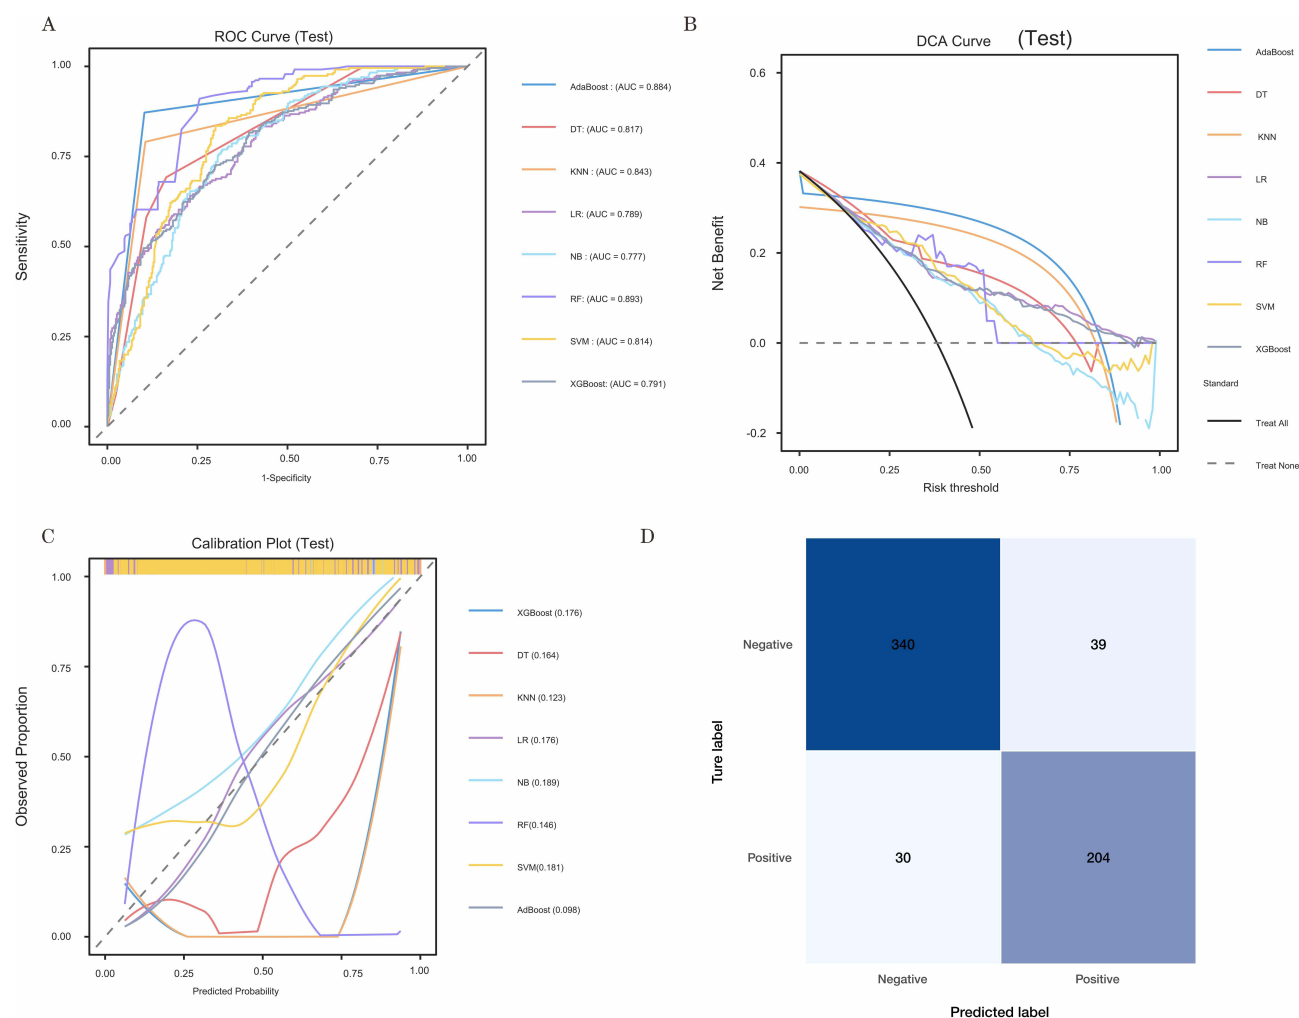 A
ROC Curve (Test)
Sensitivity
1.00
0.75
0.50
0.25
0.00
0.00 0.25 0.50 0.75 1.00
1-Specificity
AdaBoost : (AUC = 0.884)
DT: (AUC = 0.817)
KNN : (AUC = 0.843)
LR: (AUC = 0.789)
NB : (AUC = 0.777)
RF: (AUC = 0.893)
SVM : (AUC = 0.814)
XGBoost: (AUC = 0.791)
B
DCA Curve (Test)
Net Benefit
0.6
0.4
0.2
0.0
-0.2
0.00 0.25 0.50 0.75 1.00
Risk threshold
AdaBoost
DT
KNN
LR
NB
RF
SVM
XGBoost
Standard
Treat All
Treat None
C
Calibration Plot (Test)
Observed Proportion
1.00
0.75
0.50
0.25
0.00
0.00 0.25 0.50 0.75 1.00
Predicted Probability
XGBoost (0.176)
DT (0.164)
KNN (0.123)
LR (0.176)
NB (0.189)
RF(0.146)
SVM(0.181)
AdBoost (0.098)
D
Ture label
Negative 340 39
Positive 30 204
Negative Positive
Predicted label